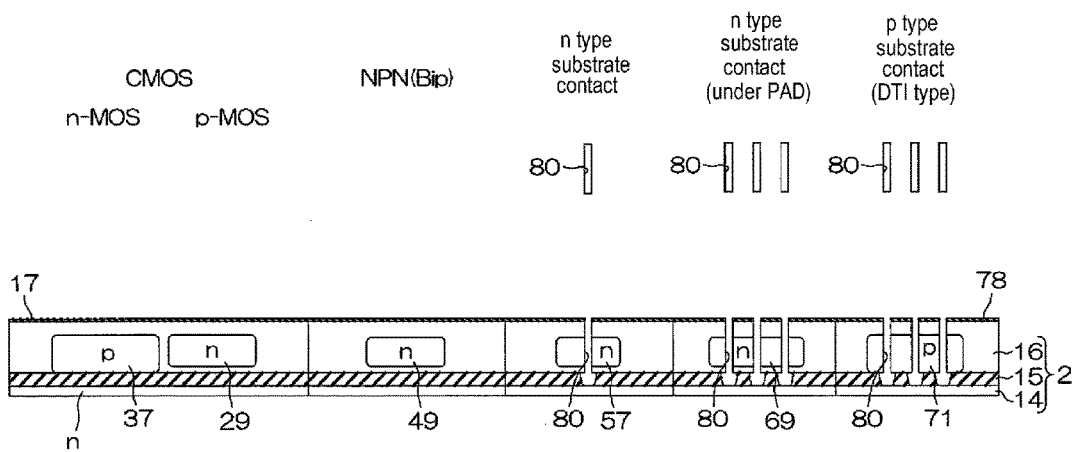 CMOS
n-MOS p-MOS
NPN(Bip)
n type
substrate
contact
n type
substrate
contact
(under PAD)
p type
substrate
contact
(DTI type)
80 80 80
17 78
p n n n n p
16
15
14
2
n 37 29 49 80 57 80 69 80 71